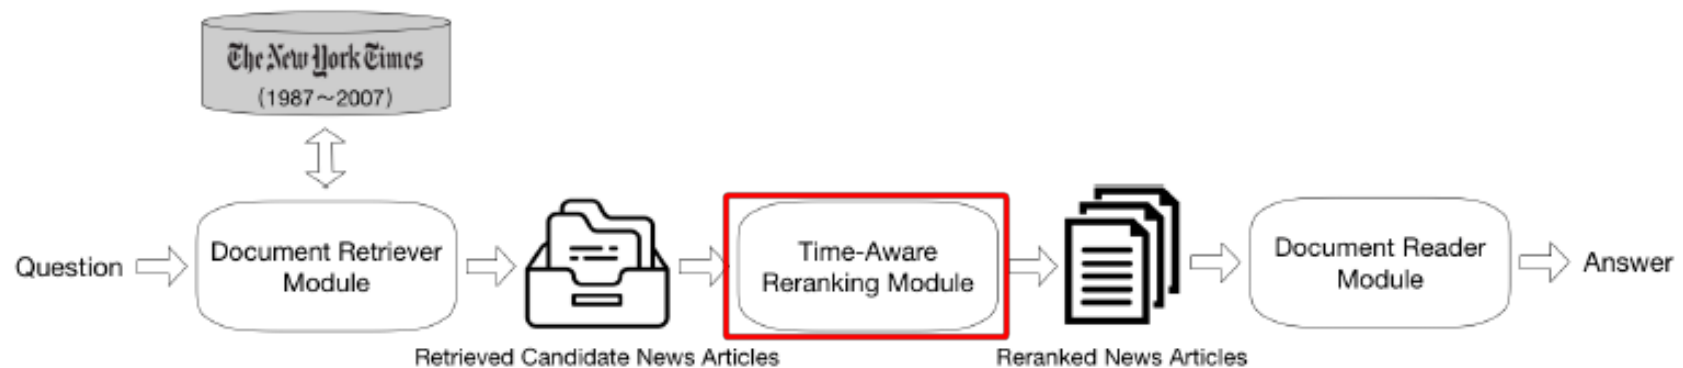 The New York Times
(1987～2007)
Question
Document Retriever
Module
Retrieved Candidate News Articles
Time-Aware
Reranking Module
Reranked News Articles
Document Reader
Module
Answer